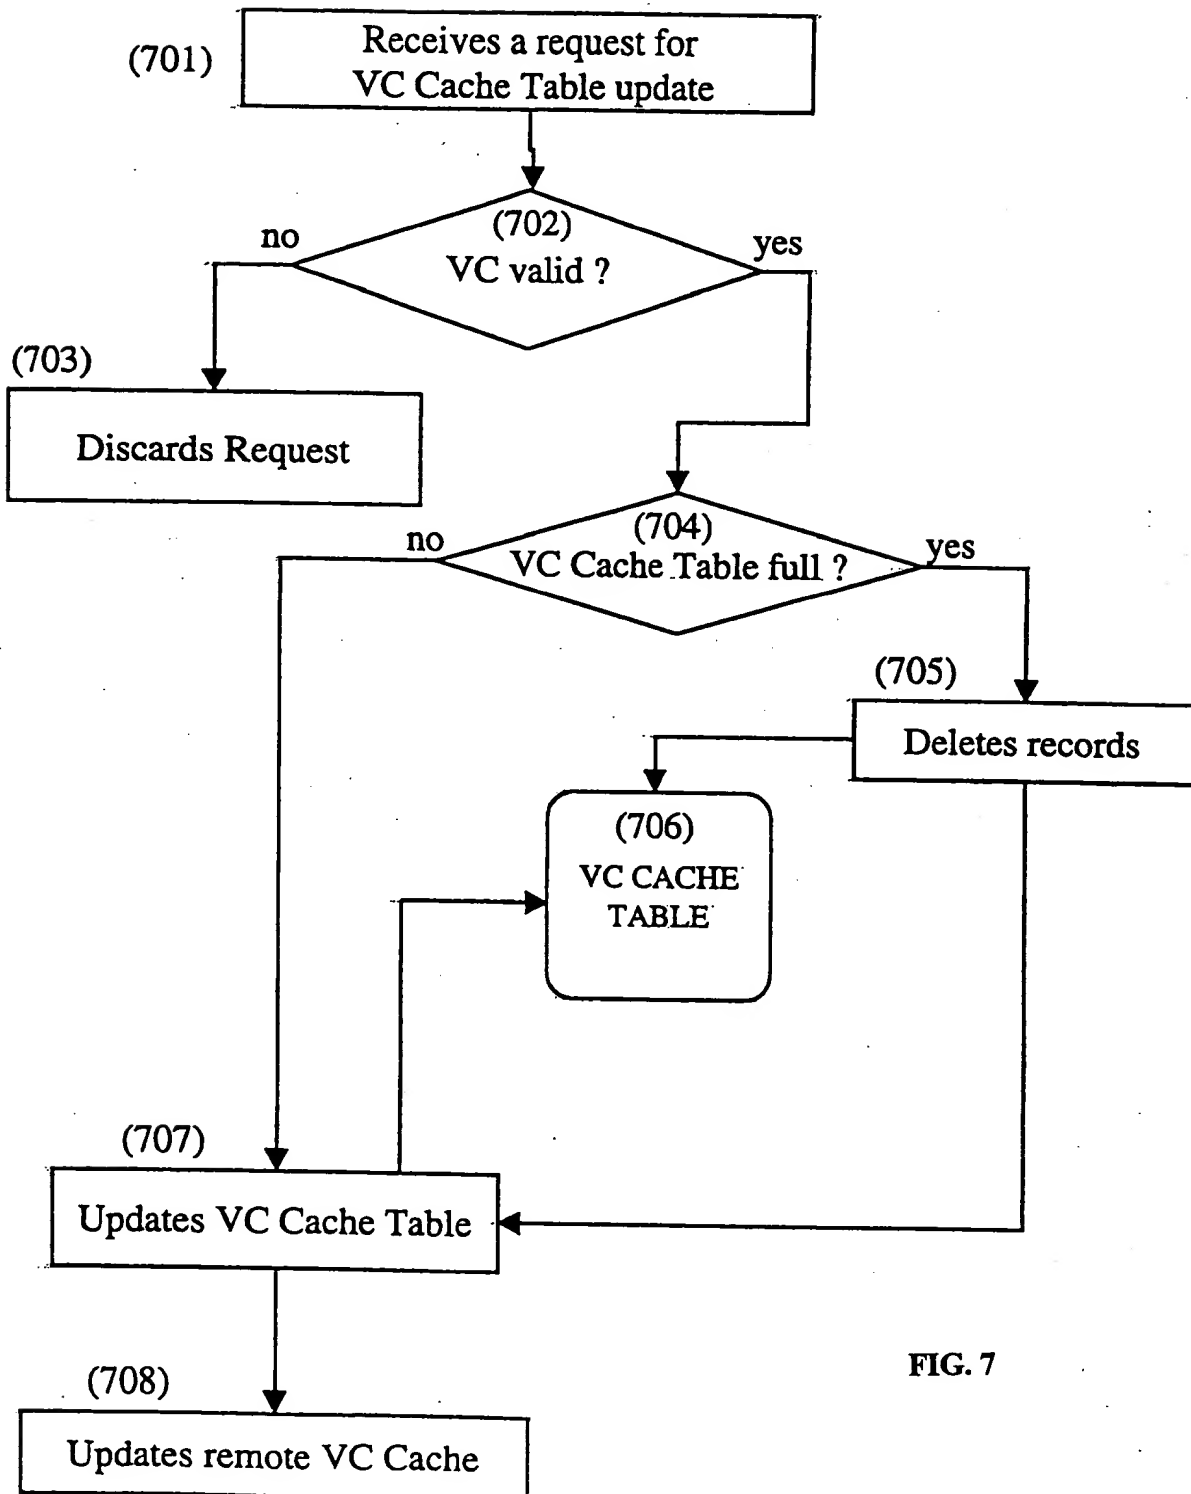 (701)
Receives a request for
VC Cache Table update
(702)
VC valid ?
no
yes
(703)
Discards Request
(704)
VC Cache Table full ?
no
yes
(705)
Deletes records
(706)
VC CACHE
TABLE
(707)
Updates VC Cache Table
(708)
Updates remote VC Cache
FIG. 7